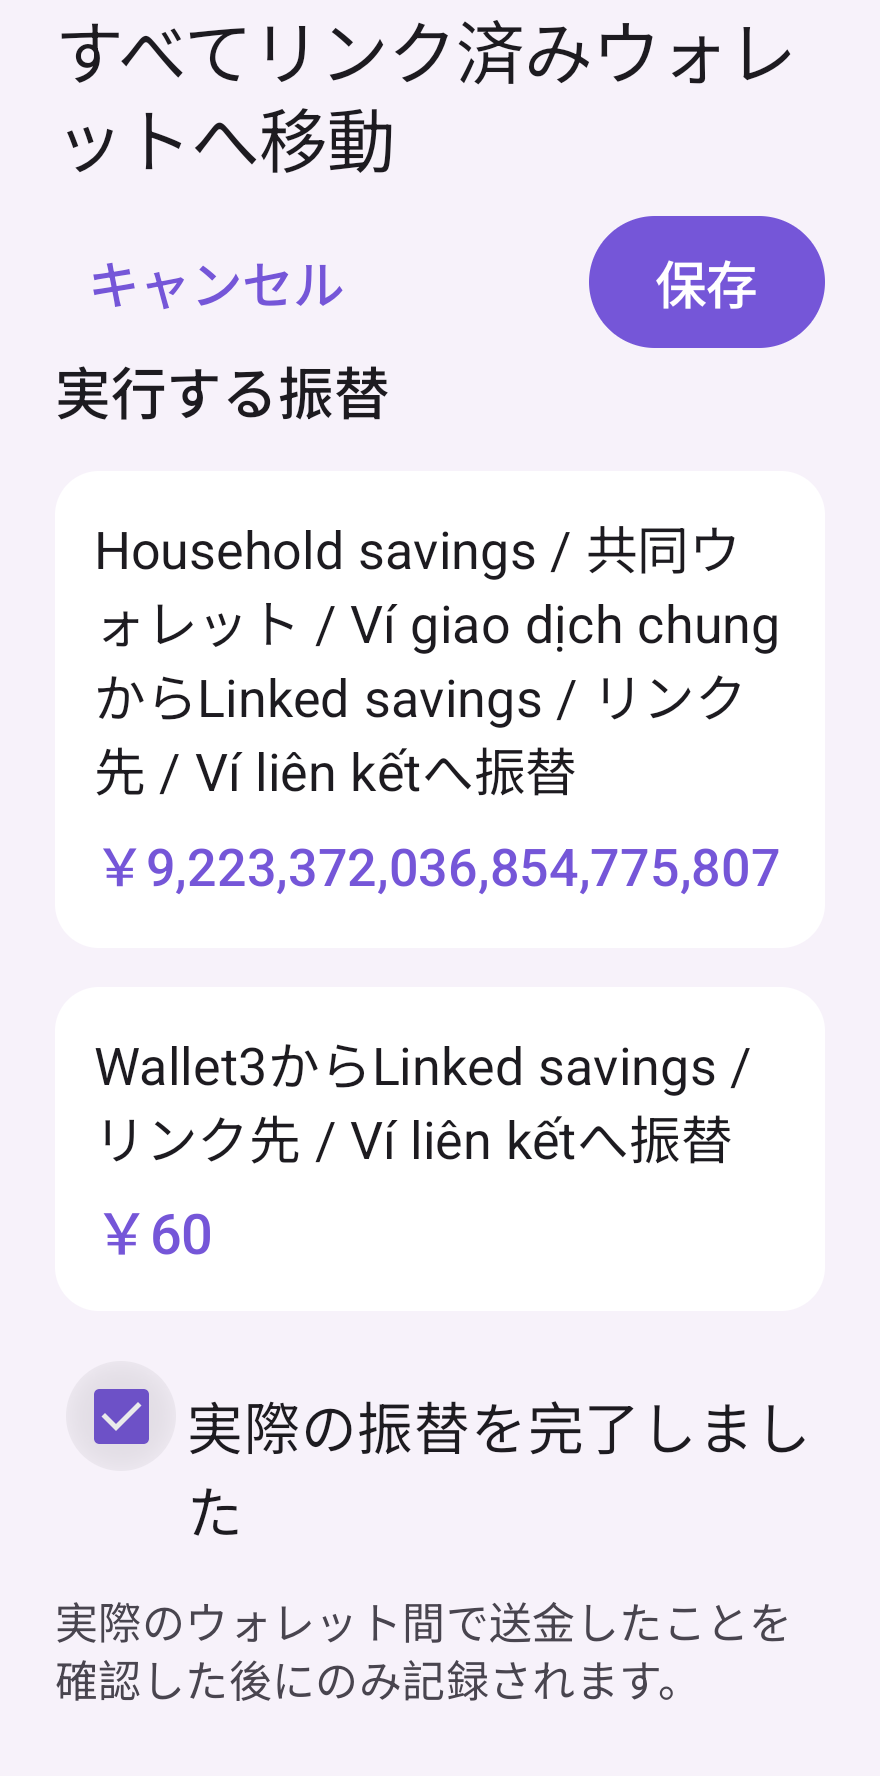 すべてリンク済みウォレ
ットへ移動
キャンセル
保存
実行する振替
Household savings / 共同ウ
ォレット / Ví giao dịch chung
からLinked savings / リンク
先 / Ví liên kếtへ振替
￥9,223,372,036,854,775,807
Wallet3からLinked savings /
リンク先 / Ví liên kếtへ振替
￥60
実際の振替を完了しまし
た
実際のウォレット間で送金したことを
確認した後にのみ記録されます。